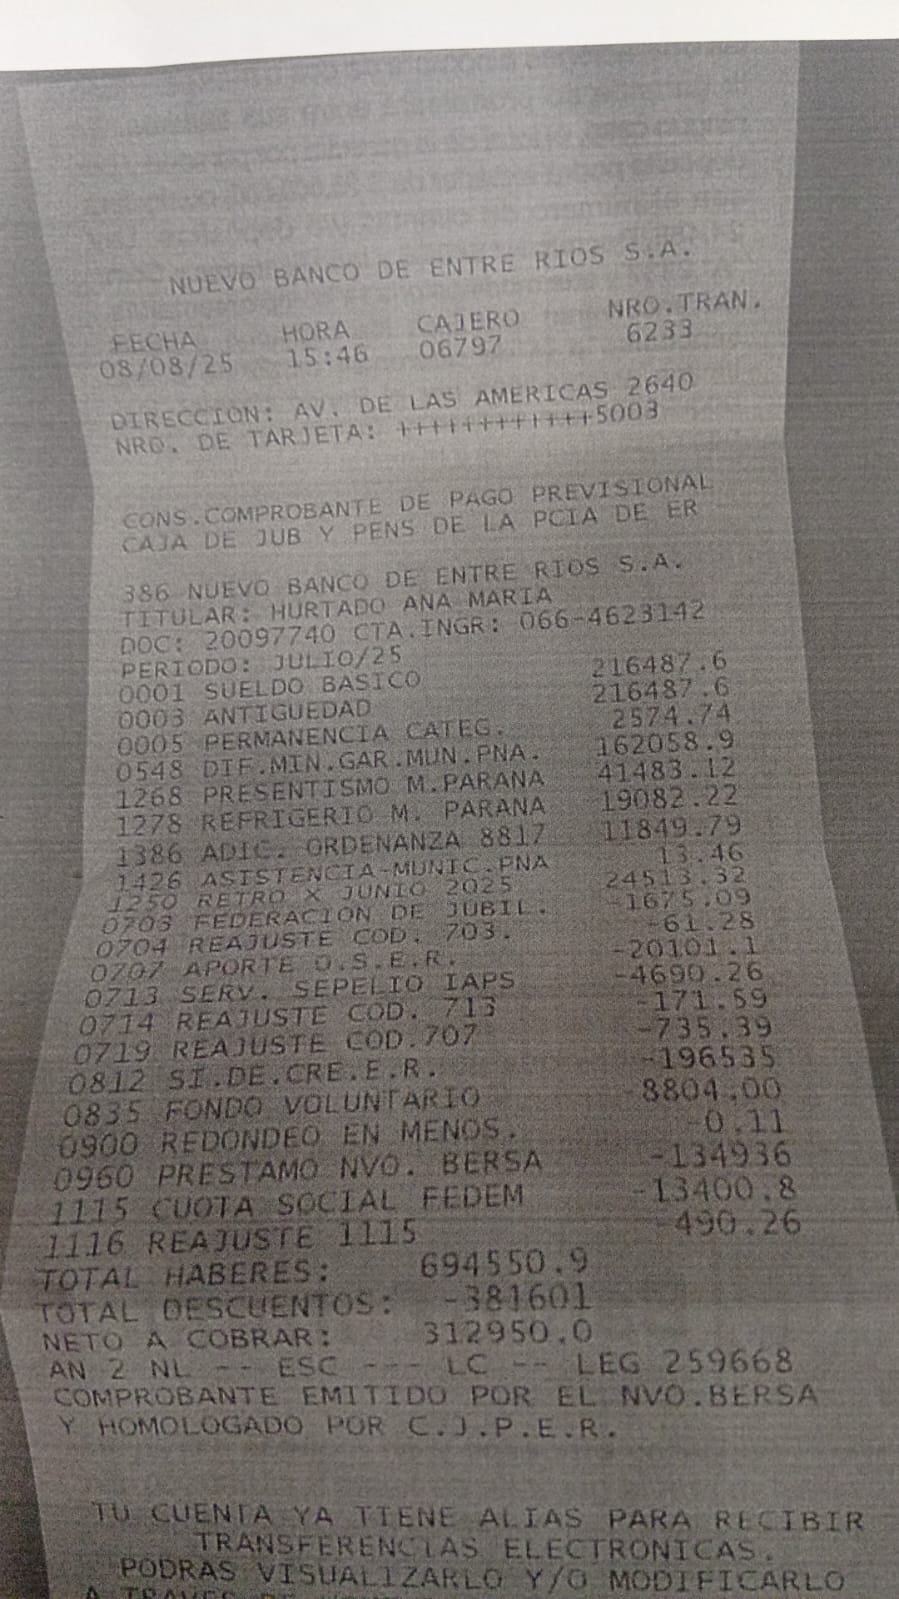 NUEVO BANCO DE ENTRE RIOS S.A.
FECHA HORA CAJERO NRO.TRAN.
08/08/25 15:46 06797 6233
DIRECCION: AV. DE LAS AMERICAS 2640
NRO. DE TARJETA: ++++++++++++5003
CONS.COMPROBANTE DE PAGO PREVISIONAL
CAJA DE JUB Y PENS DE LA PCIA DE ER
386 NUEVO BANCO DE ENTRE RIOS S.A.
TITULAR: HURTADO ANA MARIA
DOC: 20097740 CTA.INGR: 066-4623142
PERIODO: JULIO/25
0001 SUELDO BASICO 216487.6
0003 ANTIGUEDAD 216487.6
0005 PERMANENCIA CATEG. 2574.74
0548 DIF.MIN.GAR.MUN.PNA. 162058.9
1268 PRESENTISMO M.PARANA 41483.12
1278 REFRIGERIO M. PARANA 19082.22
1386 ADIC. ORDENANZA 8817 11849.79
1426 ASISTENCIA-MUNIC.PNA 13.46
1250 RETRO X JUNIO 2025 24513.32
0703 FEDERACION DE JUBIL. -1675.09
0704 REAJUSTE COD. 703. -61.28
0707 APORTE O.S.E.R. -20101.1
0713 SERV. SEPELIO IAPS -4690.26
0714 REAJUSTE COD. 713 -171.59
0719 REAJUSTE COD.707 -735.39
0812 SI.DE.CRE.E.R. -196535
0835 FONDO VOLUNTARIO -8804.00
0900 REDONDEO EN MENOS. -0.11
0960 PRESTAMO NVO. BERSA -134936
1115 CUOTA SOCIAL FEDEM -13400.8
1116 REAJUSTE 1115 -490.26
TOTAL HABERES: 694550.9
TOTAL DESCUENTOS: -381601
NETO A COBRAR: 312950.0
AN 2 NL -- ESC --- LC -- LEG 259668
COMPROBANTE EMITIDO POR EL NVO.BERSA
Y HOMOLOGADO POR C.J.P.E.R.
TU CUENTA YA TIENE ALIAS PARA RECIBIR
TRANSFERENCIAS ELECTRONICAS.
PODRAS VISUALIZARLO Y/O MODIFICARLO
A TRAVES DE